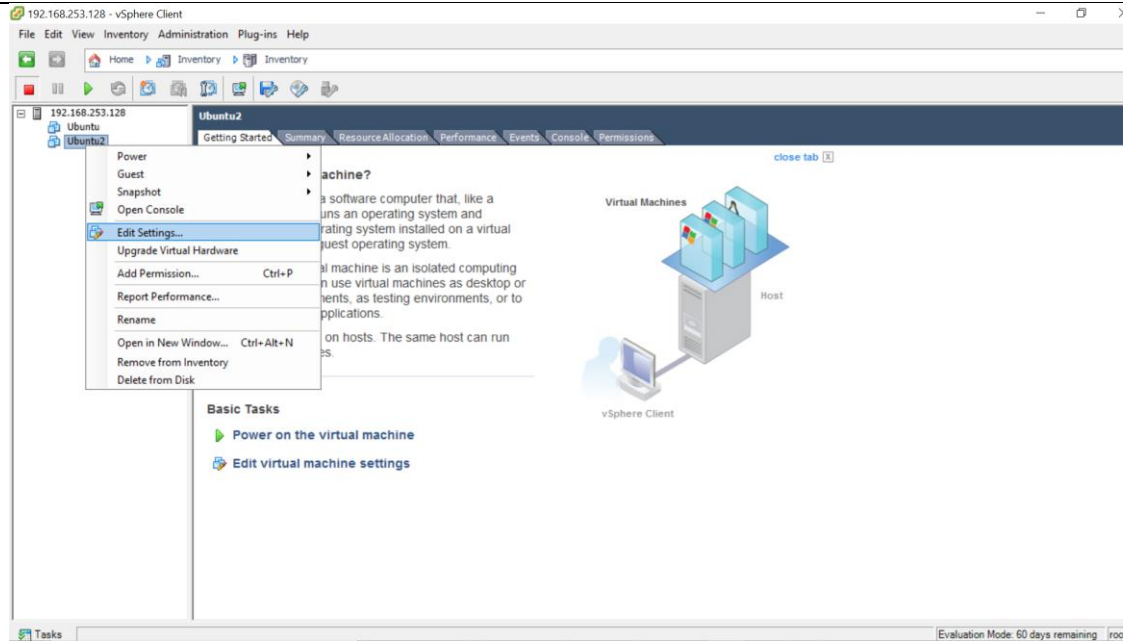 192.168.253.128 - vSphere Client
File Edit View Inventory Administration Plug-ins Help
Home Inventory Inventory
192.168.253.128
Ubuntu
Ubuntu2
Ubuntu2
Getting Started Summary Resource Allocation Performance Events Console Permissions
close tab X
Power
Guest
Snapshot
Open Console
Edit Settings...
Upgrade Virtual Hardware
Add Permission... Ctrl+P
Report Performance...
Rename
Open in New Window... Ctrl+Alt+N
Remove from Inventory
Delete from Disk
achine?
a software computer that, like a
uns an operating system and
rating system installed on a virtual
guest operating system.
al machine is an isolated computing
n use virtual machines as desktop or
ments, as testing environments, or to
pplications.
on hosts. The same host can run
es.
Virtual Machines
Host
vSphere Client
Basic Tasks
Power on the virtual machine
Edit virtual machine settings
Tasks
Evaluation Mode: 60 days remaining roo